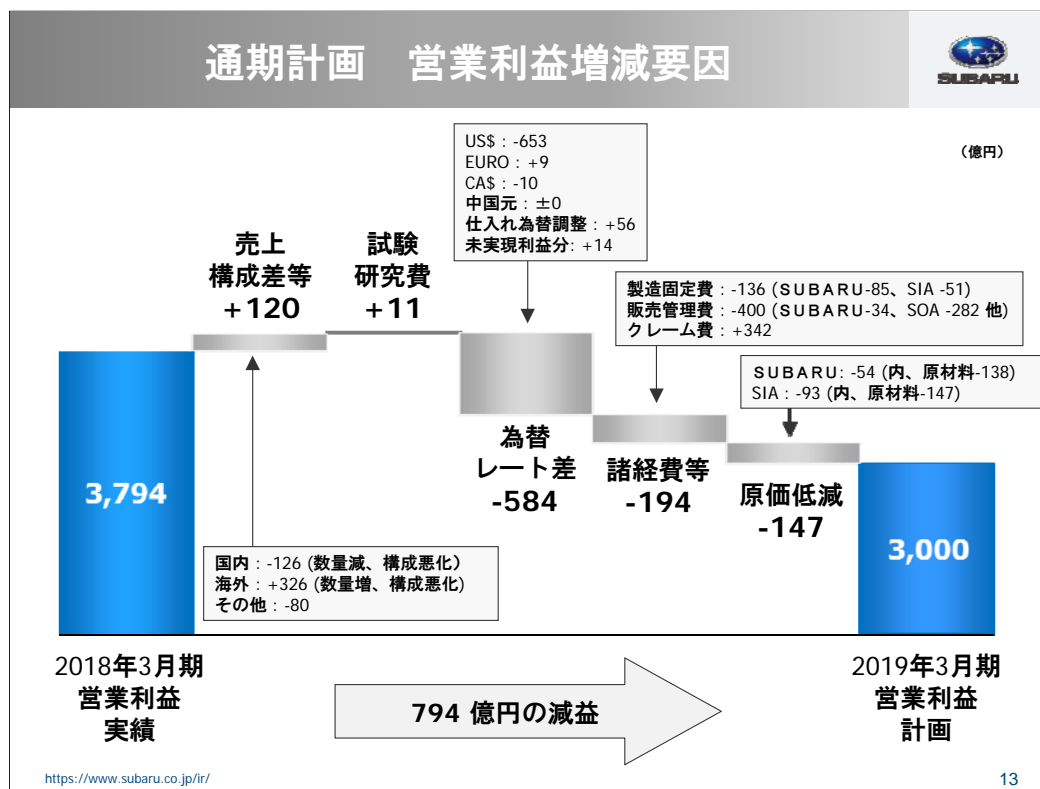 通期計画　営業利益増減要因
SUBARU
（億円）
US$ : -653
EURO : +9
CA$ : -10
中国元 : ±0
仕入れ為替調整 : +56
未実現利益分: +14
売上
構成差等
+120
試験
研究費
+11
製造固定費 : -136 (ＳＵＢＡＲＵ-85、SIA -51)
販売管理費 : -400 (ＳＵＢＡＲＵ-34、SOA -282 他)
クレーム費 : +342
ＳＵＢＡＲＵ: -54 (内、原材料-138)
SIA : -93 (内、原材料-147)
為替
レート差
-584
諸経費等
-194
原価低減
-147
3,794
3,000
国内 : -126 (数量減、構成悪化）
海外 : +326 (数量増、構成悪化)
その他 : -80
2018年3月期
営業利益
実績
794 億円の減益
2019年3月期
営業利益
計画
https://www.subaru.co.jp/ir/
13